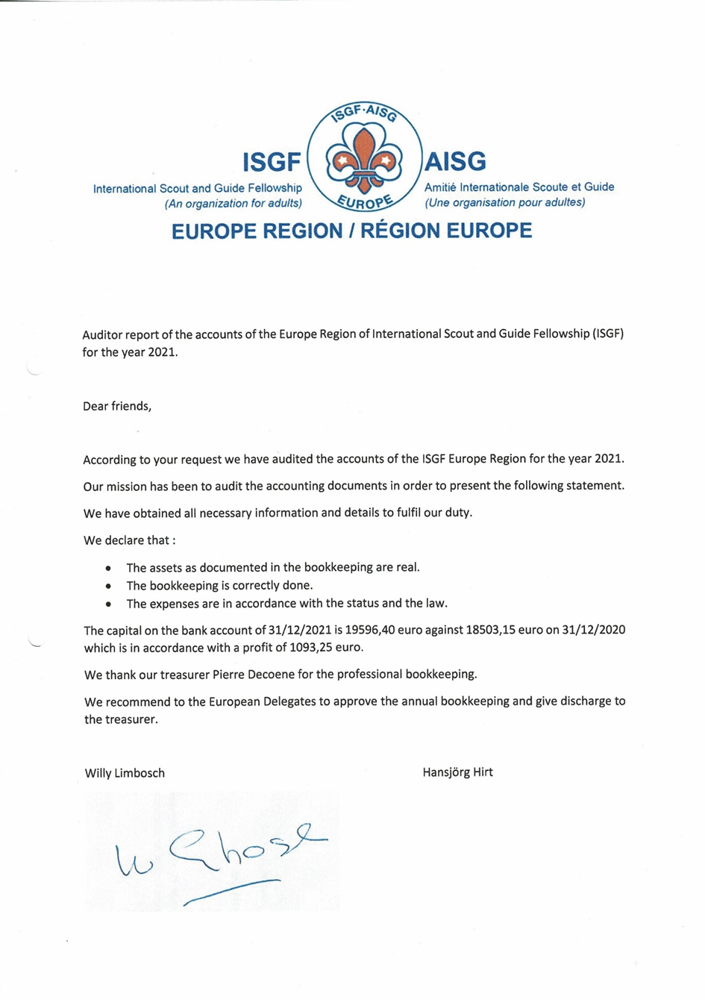 ISGF·AISG
EUROPE
ISGF
International Scout and Guide Fellowship
(An organization for adults)
AISG
Amitié Internationale Scoute et Guide
(Une organisation pour adultes)
EUROPE REGION / RÉGION EUROPE
Auditor report of the accounts of the Europe Region of International Scout and Guide Fellowship (ISGF)
for the year 2021.
Dear friends,
According to your request we have audited the accounts of the ISGF Europe Region for the year 2021.
Our mission has been to audit the accounting documents in order to present the following statement.
We have obtained all necessary information and details to fulfil our duty.
We declare that :
• The assets as documented in the bookkeeping are real.
• The bookkeeping is correctly done.
• The expenses are in accordance with the status and the law.
The capital on the bank account of 31/12/2021 is 19596,40 euro against 18503,15 euro on 31/12/2020
which is in accordance with a profit of 1093,25 euro.
We thank our treasurer Pierre Decoene for the professional bookkeeping.
We recommend to the European Delegates to approve the annual bookkeeping and give discharge to
the treasurer.
Willy Limbosch
Hansjörg Hirt